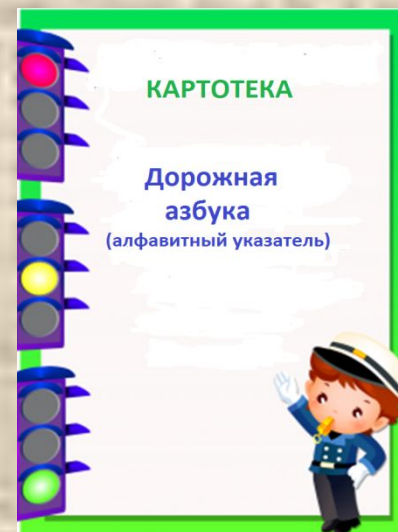 КАРТОТЕКА
Дорожная
азбука
(алфавитный указатель)